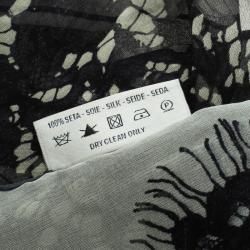 100% SETA - SOIE - SILK - SEIDE - SEDA
DRY CLEAN ONLY